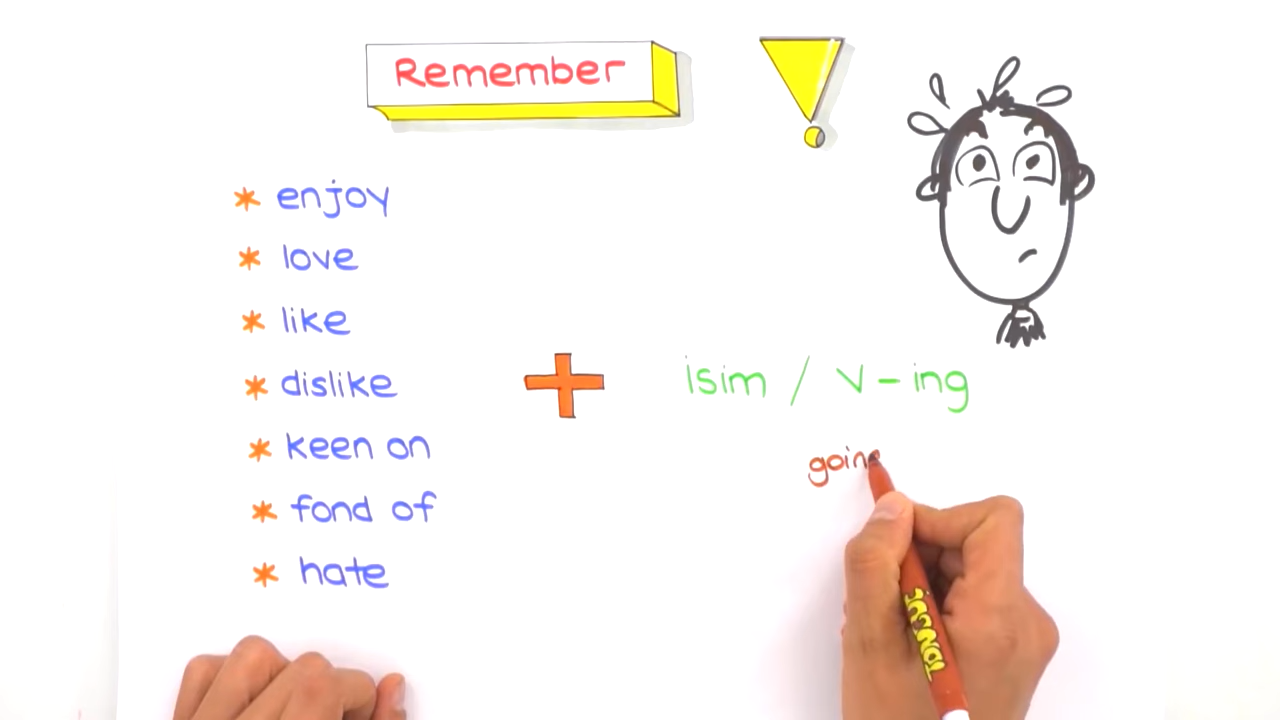 Remember !
* enjoy
* love
* like
* dislike
* keen on
* fond of
* hate
+
isim / V-ing
goin